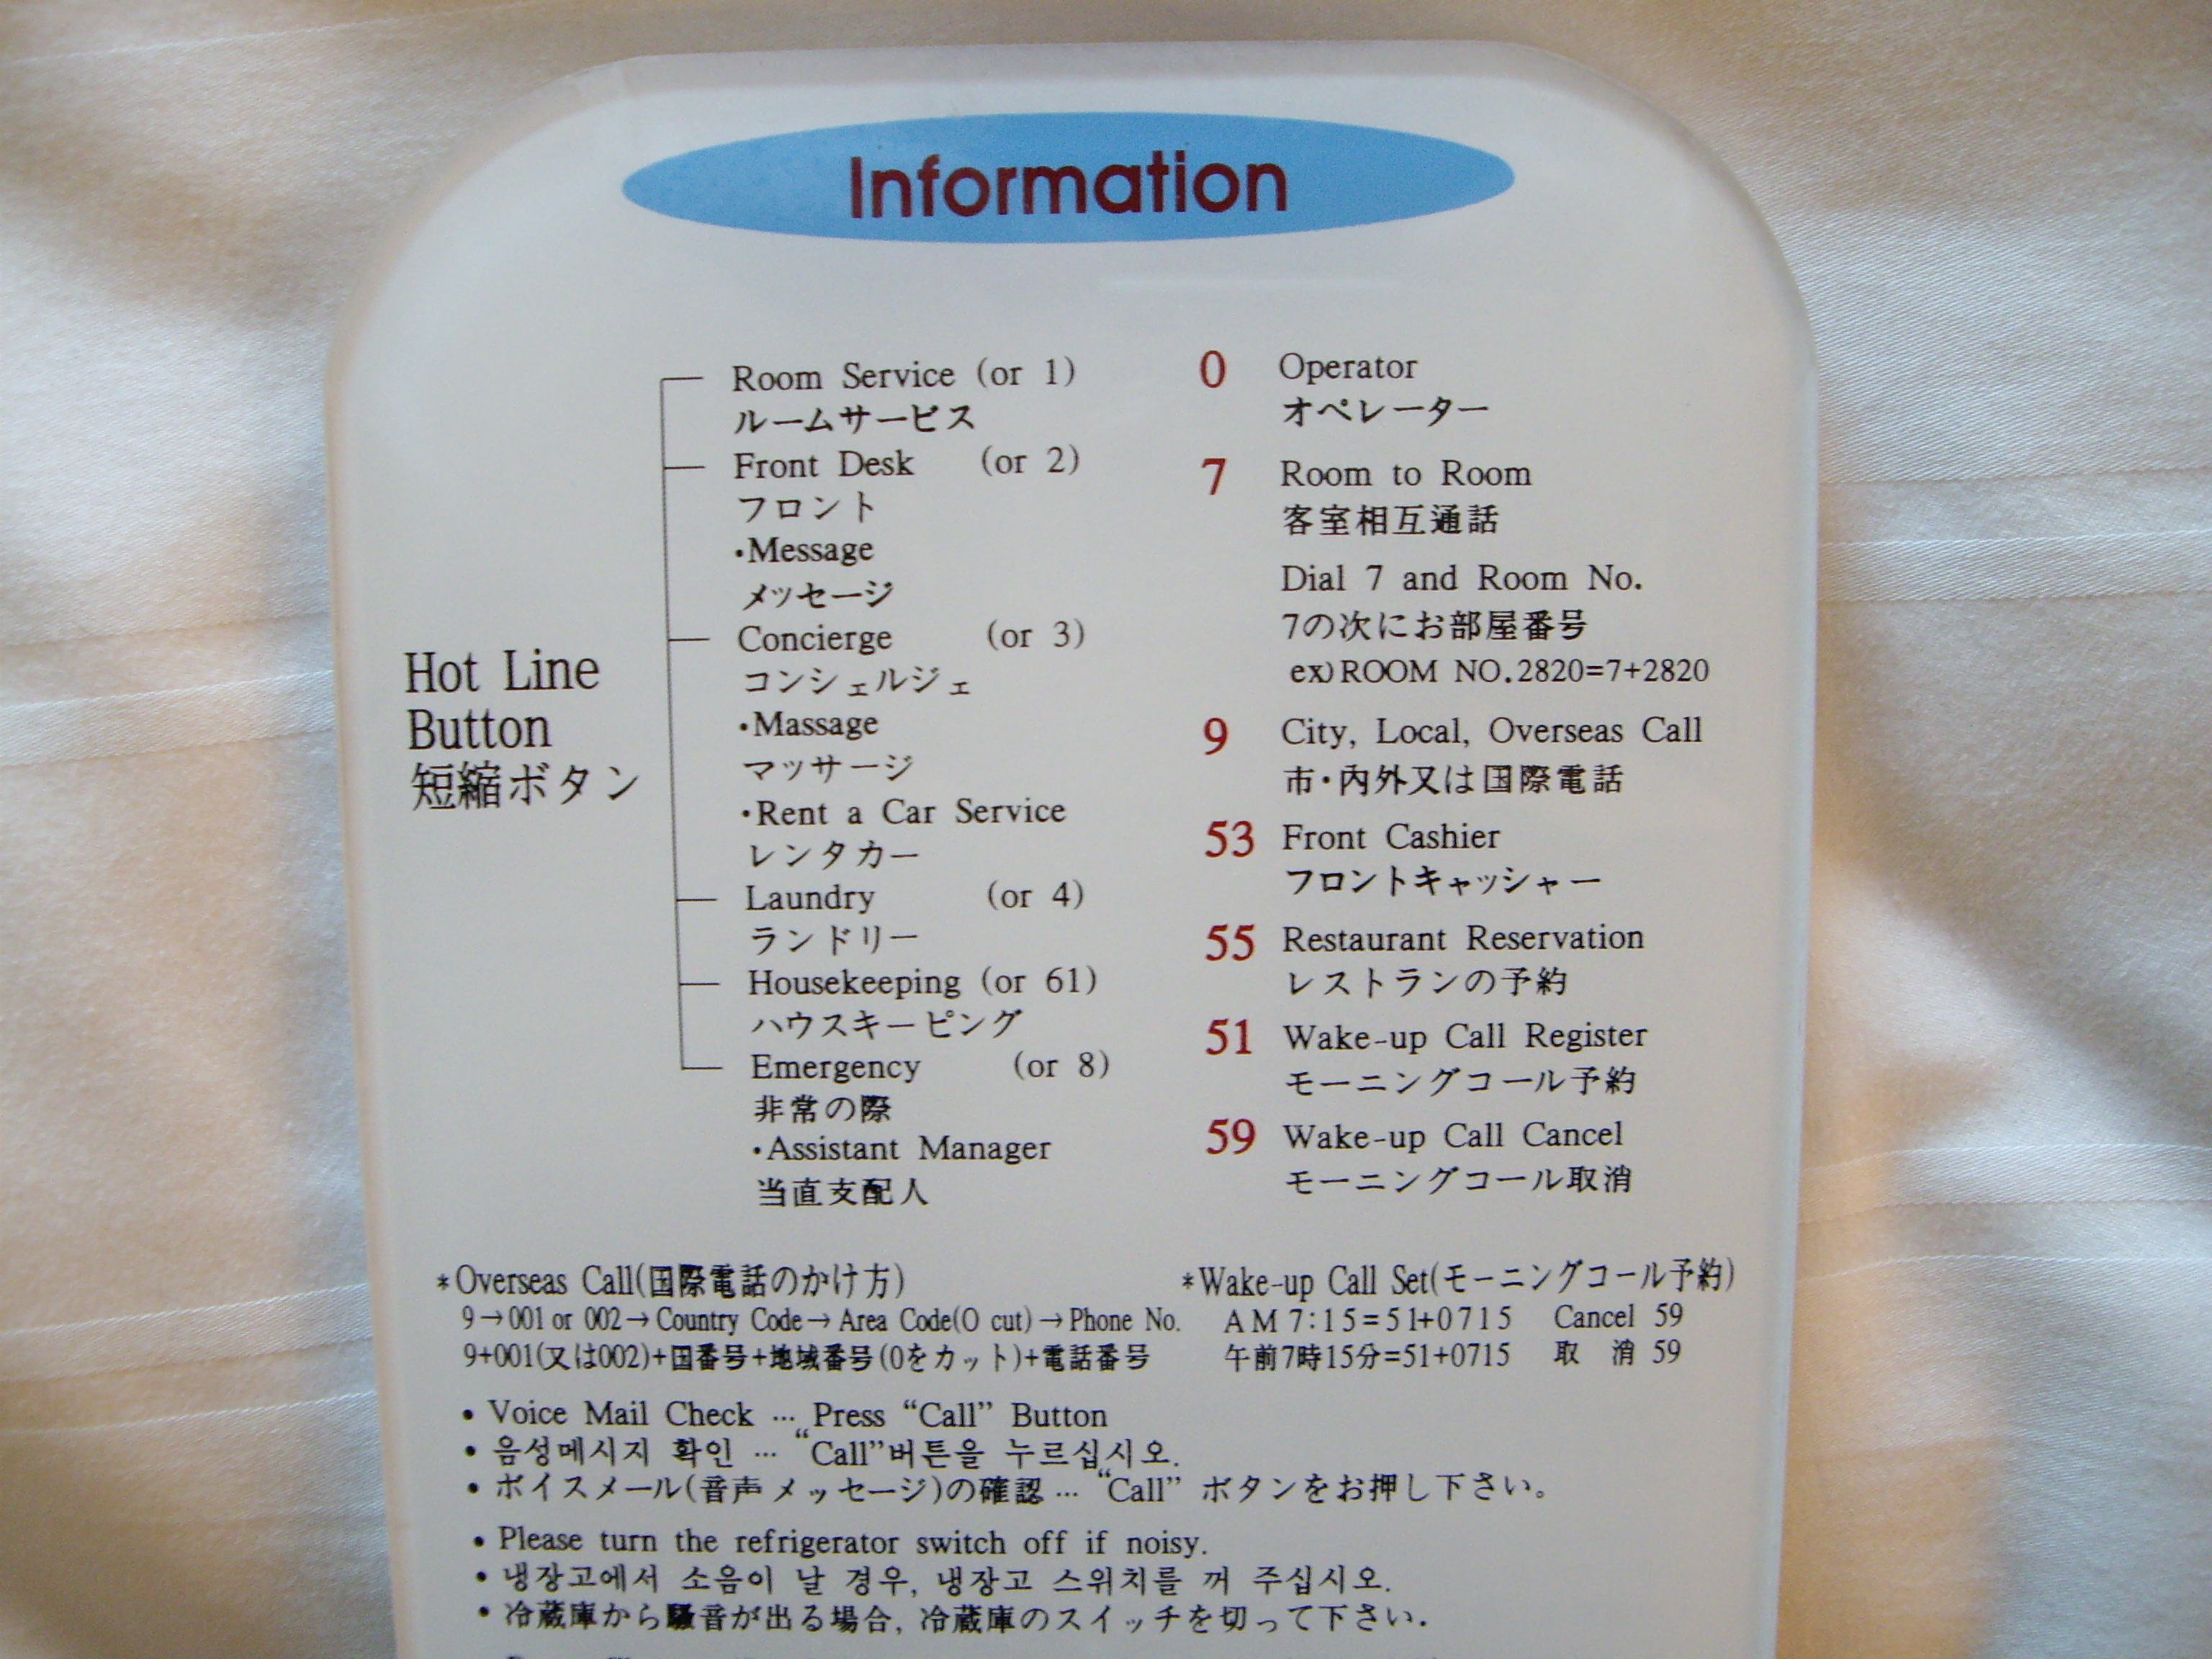 Information
Hot Line
Button
短縮ボタン
Room Service (or 1)
ルームサービス
Front Desk (or 2)
フロント
・Message
メッセージ
Concierge (or 3)
コンシェルジェ
・Massage
マッサージ
・Rent a Car Service
レンタカー
Laundry (or 4)
ランドリー
Housekeeping (or 61)
ハウスキーピング
Emergency (or 8)
非常の際
・Assistant Manager
当直支配人
0 Operator
オペレーター
7 Room to Room
客室相互通話
Dial 7 and Room No.
7の次にお部屋番号
ex)ROOM NO.2820=7+2820
9 City, Local, Overseas Call
市・内外又は国際電話
53 Front Cashier
フロントキャッシャー
55 Restaurant Reservation
レストランの予約
51 Wake-up Call Register
モーニングコール予約
59 Wake-up Call Cancel
モーニングコール取消
*Overseas Call(国際電話のかけ方)
9→001 or 002→Country Code→Area Code(O cut)→Phone No.
9+001(又は002)+国番号+地域番号(0をカット)+電話番号
*Wake-up Call Set(モーニングコール予約)
AM 7:15=51+0715 Cancel 59
午前7時15分=51+0715 取 消 59
• Voice Mail Check … Press “Call” Button
• 음성메시지 확인 … “Call”버튼을 누르십시오.
• ボイスメール(音声メッセージ)の確認 … “Call” ボタンをお押し下さい。
• Please turn the refrigerator switch off if noisy.
• 냉장고에서 소음이 날 경우, 냉장고 스위치를 꺼 주십시오.
• 冷蔵庫から騒音が出る場合, 冷蔵庫のスイッチを切って下さい.